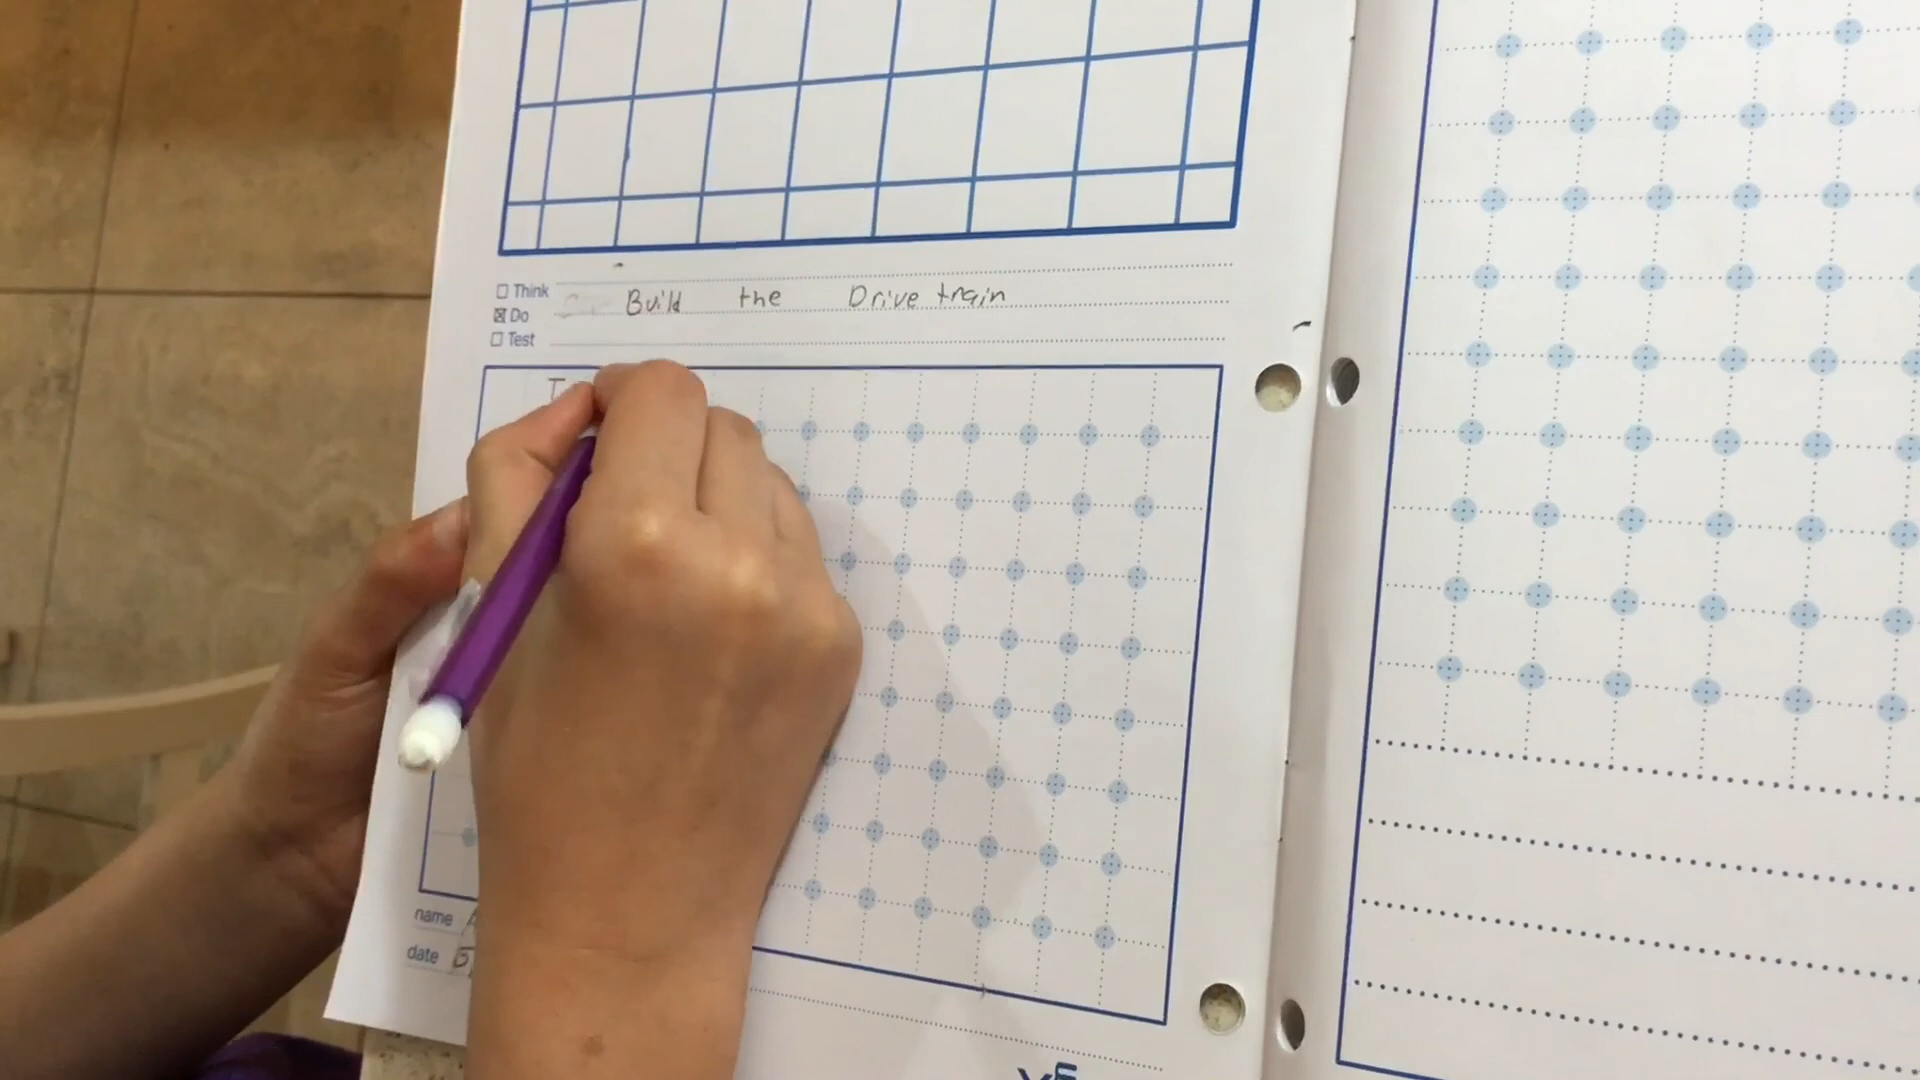 Think
Build the Drive train
Do
Test
name
date